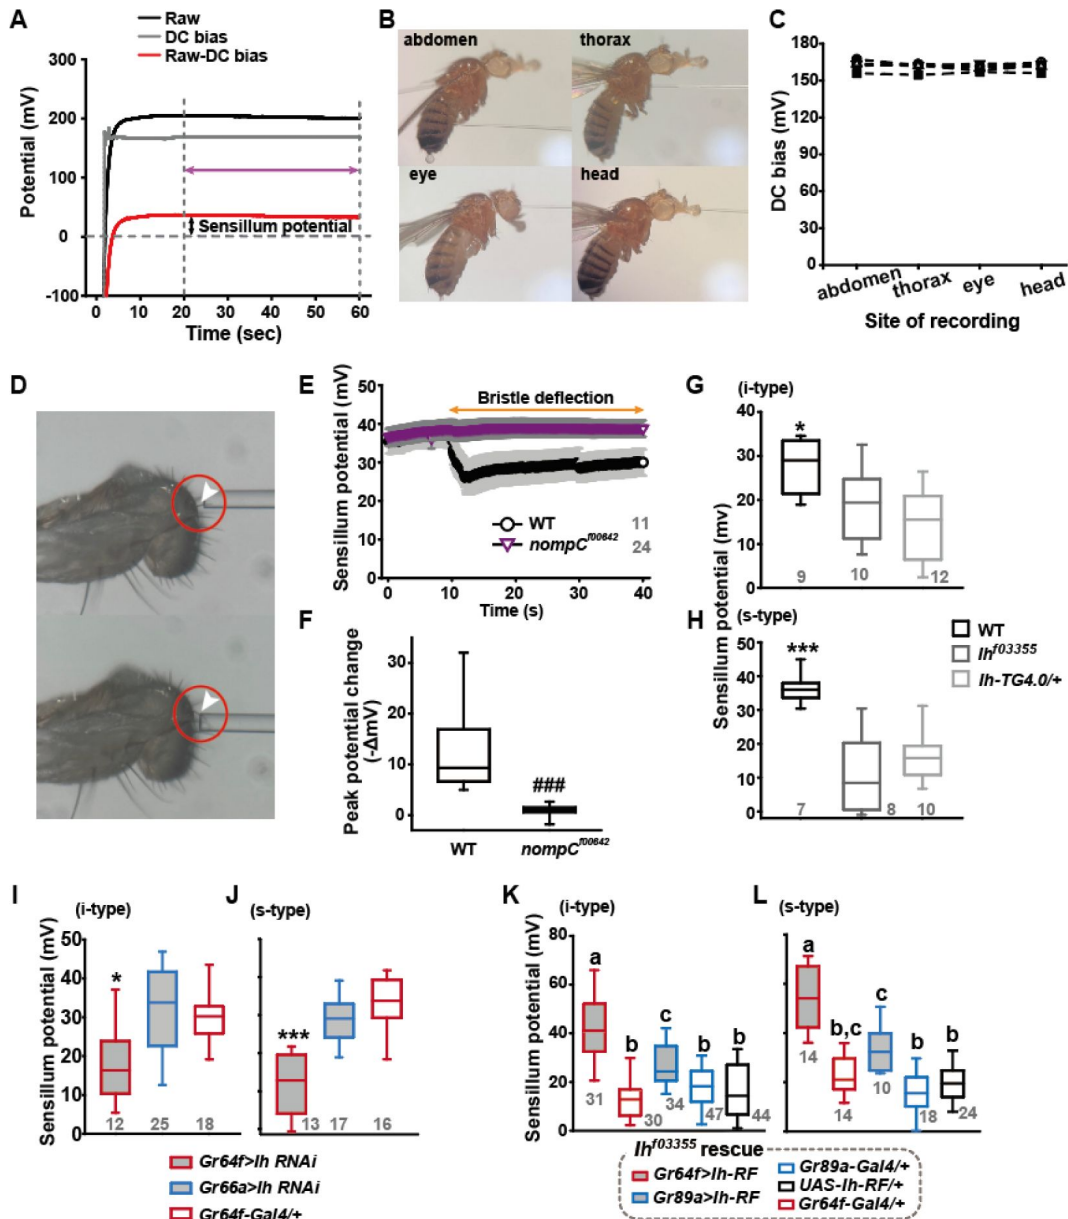 A
Raw
DC bias
Raw-DC bias
Potential (mV)
300
200
100
0
-100
Sensillum potential
0 10 20 30 40 50 60
Time (sec)
B
abdomen
thorax
eye
head
C
DC bias (mV)
180
150
120
90
60
30
0
abdomen thorax eye head
Site of recording
D
E
Sensillum potential (mV)
50
40
30
20
10
0
Bristle deflection
WT 11
nompC^f00642 24
0 10 20 30 40
Time (s)
F
Peak potential change
(-ΔmV)
30
20
10
0
###
WT nompC^f00642
G (i-type)
Sensillum potential (mv)
40
30
20
10
0
*
9 10 12
H (s-type)
50
40
30
20
10
0
***
7 8 10
WT
Ih^f03355
Ih-TG4.0/+
I (i-type)
Sensillum potential (mV)
50
40
30
20
10
0
*
12 25 18
J (s-type)
***
13 17 16
Gr64f>Ih RNAi
Gr66a>Ih RNAi
Gr64f-Gal4/+
K (i-type)
Sensillum potential (mV)
80
60
40
20
0
a b c b b
31 30 34 47 44
L (s-type)
a b,c c b b
14 14 10 18 24
Ih^f03355 rescue
Gr64f>Ih-RF
Gr89a>Ih-RF
Gr89a-Gal4/+
UAS-Ih-RF/+
Gr64f-Gal4/+